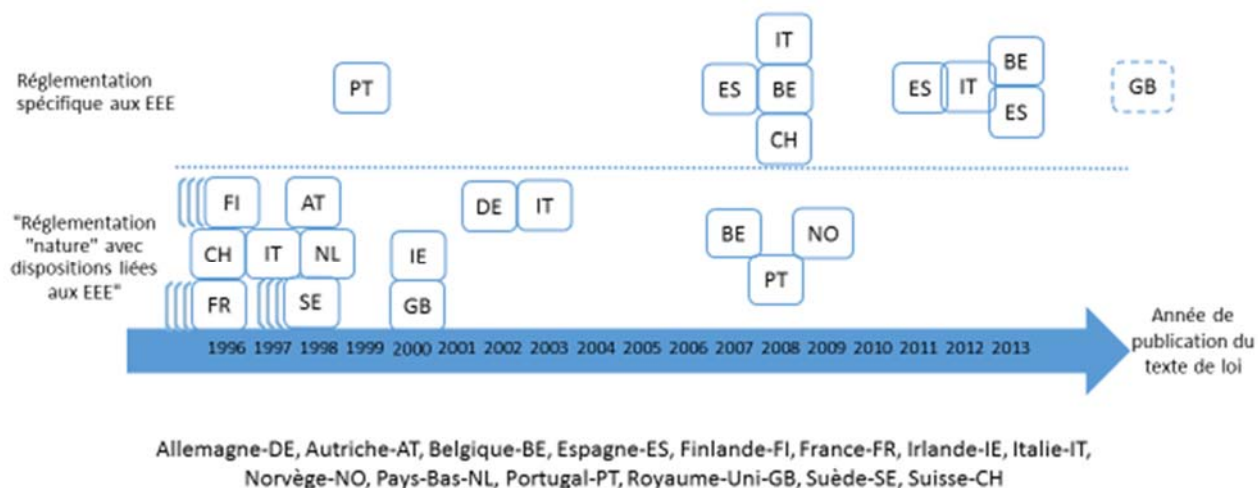 IT
BE
Réglementation
spécifique aux EEE
PT
ES
BE
ES
IT
GB
ES
CH
FI
AT
DE
IT
"Réglementation
"nature" avec
dispositions liées
aux EEE"
BE
NO
CH
IT
NL
IE
PT
FR
SE
GB
Année de
publication du
texte de loi
1996 1997 1998 1999 2000 2001 2002 2003 2004 2005 2006 2007 2008 2009 2010 2011 2012 2013
Allemagne-DE, Autriche-AT, Belgique-BE, Espagne-ES, Finlande-FI, France-FR, Irlande-IE, Italie-IT,
Norvège-NO, Pays-Bas-NL, Portugal-PT, Royaume-Uni-GB, Suède-SE, Suisse-CH